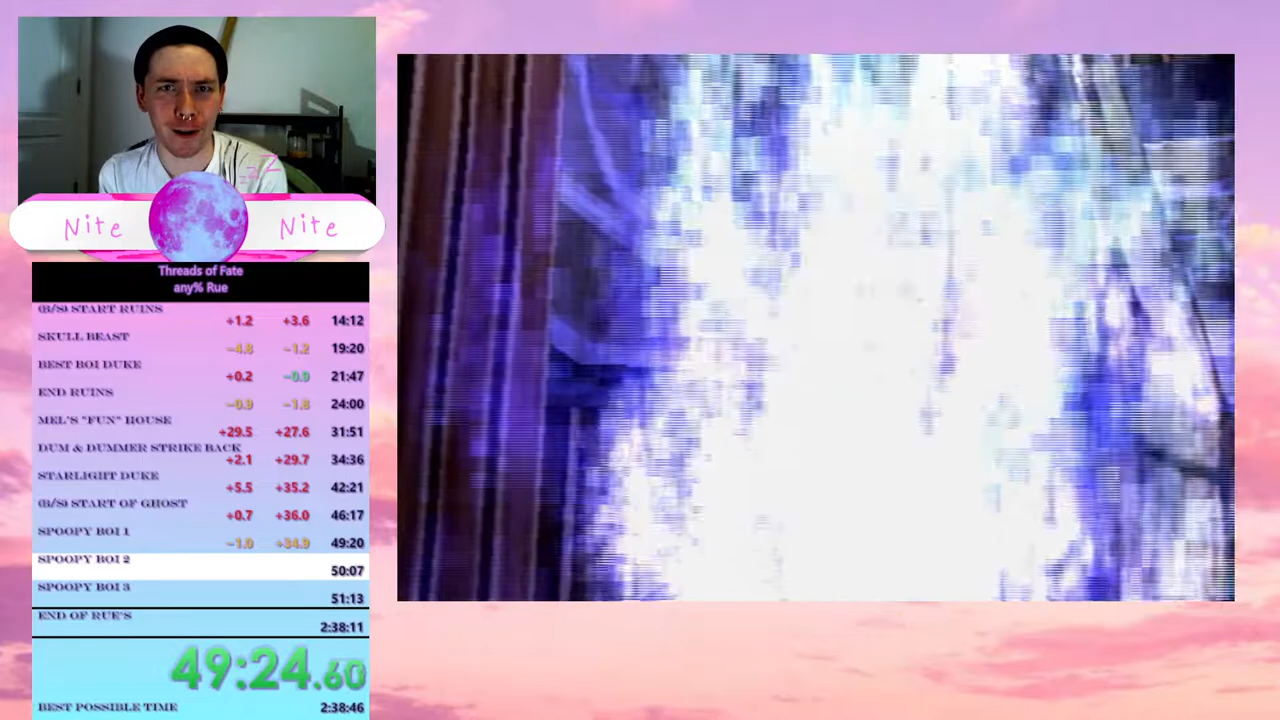 zzZ
Nite Nite
Threads of Fate
any% Rue
(B/S) START RUINS
+1.2 +3.6 14:12
SKULL BEAST
−4.8 −1.2 19:20
BEST BOI DUKE
+0.2 −0.9 21:47
END RUINS
−0.9 −1.8 24:00
MEL'S "FUN" HOUSE
+29.5 +27.6 31:51
DUM & DUMMER STRIKE BACK
+2.1 +29.7 34:36
STARLIGHT DUKE
+5.5 +35.2 42:21
(B/S) START OF GHOST
+0.7 +36.0 46:17
SPOOPY BOI 1
−1.0 +34.9 49:20
SPOOPY BOI 2
50:07
SPOOPY BOI 3
51:13
END OF RUE'S
2:38:11
49:24.60
BEST POSSIBLE TIME 2:38:46